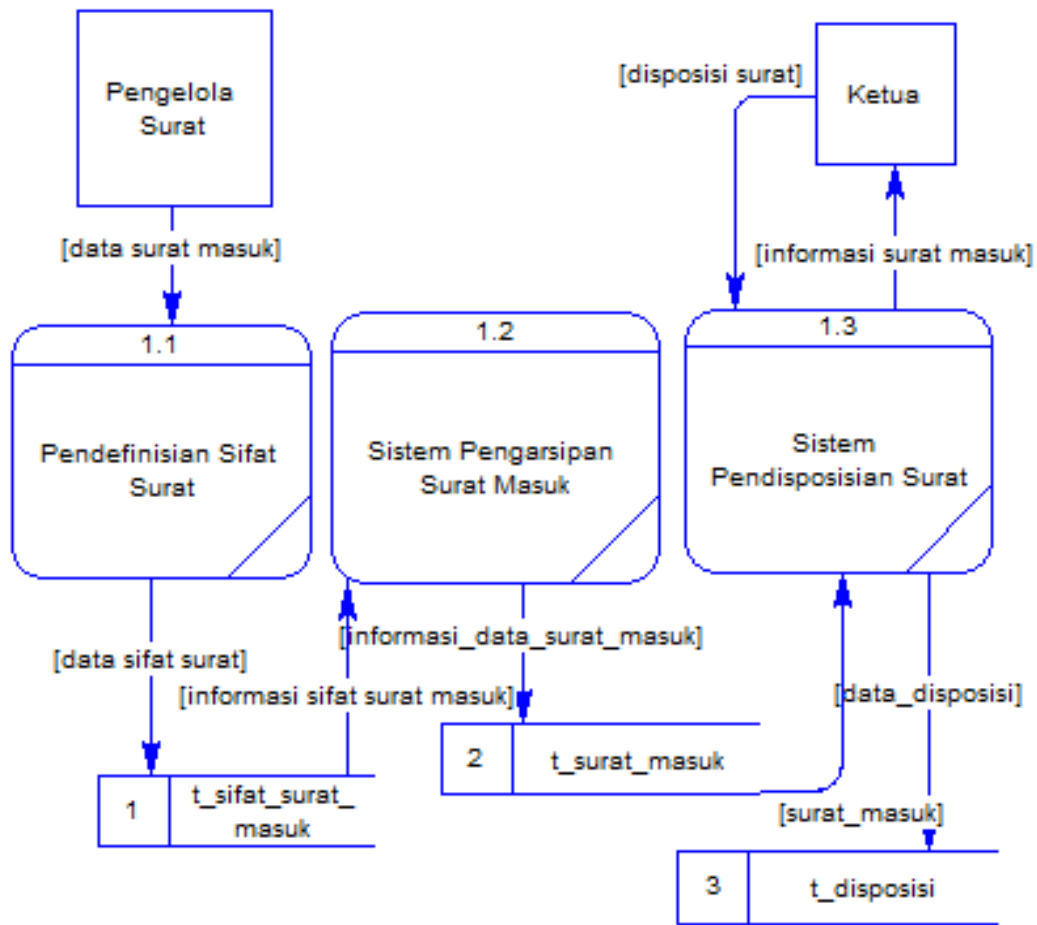 Pengelola
Surat
[disposisi surat]
Ketua
[data surat masuk]
[informasi surat masuk]
1.1
Pendefinisian Sifat
Surat
1.2
Sistem Pengarsipan
Surat Masuk
1.3
Sistem
Pendisposisian Surat
[data sifat surat]
[informasi_data_surat_masuk]
[informasi sifat surat masuk]
[data_disposisi]
1
t_sifat_surat_
masuk
2
t_surat_masuk
[surat_masuk]
3
t_disposisi